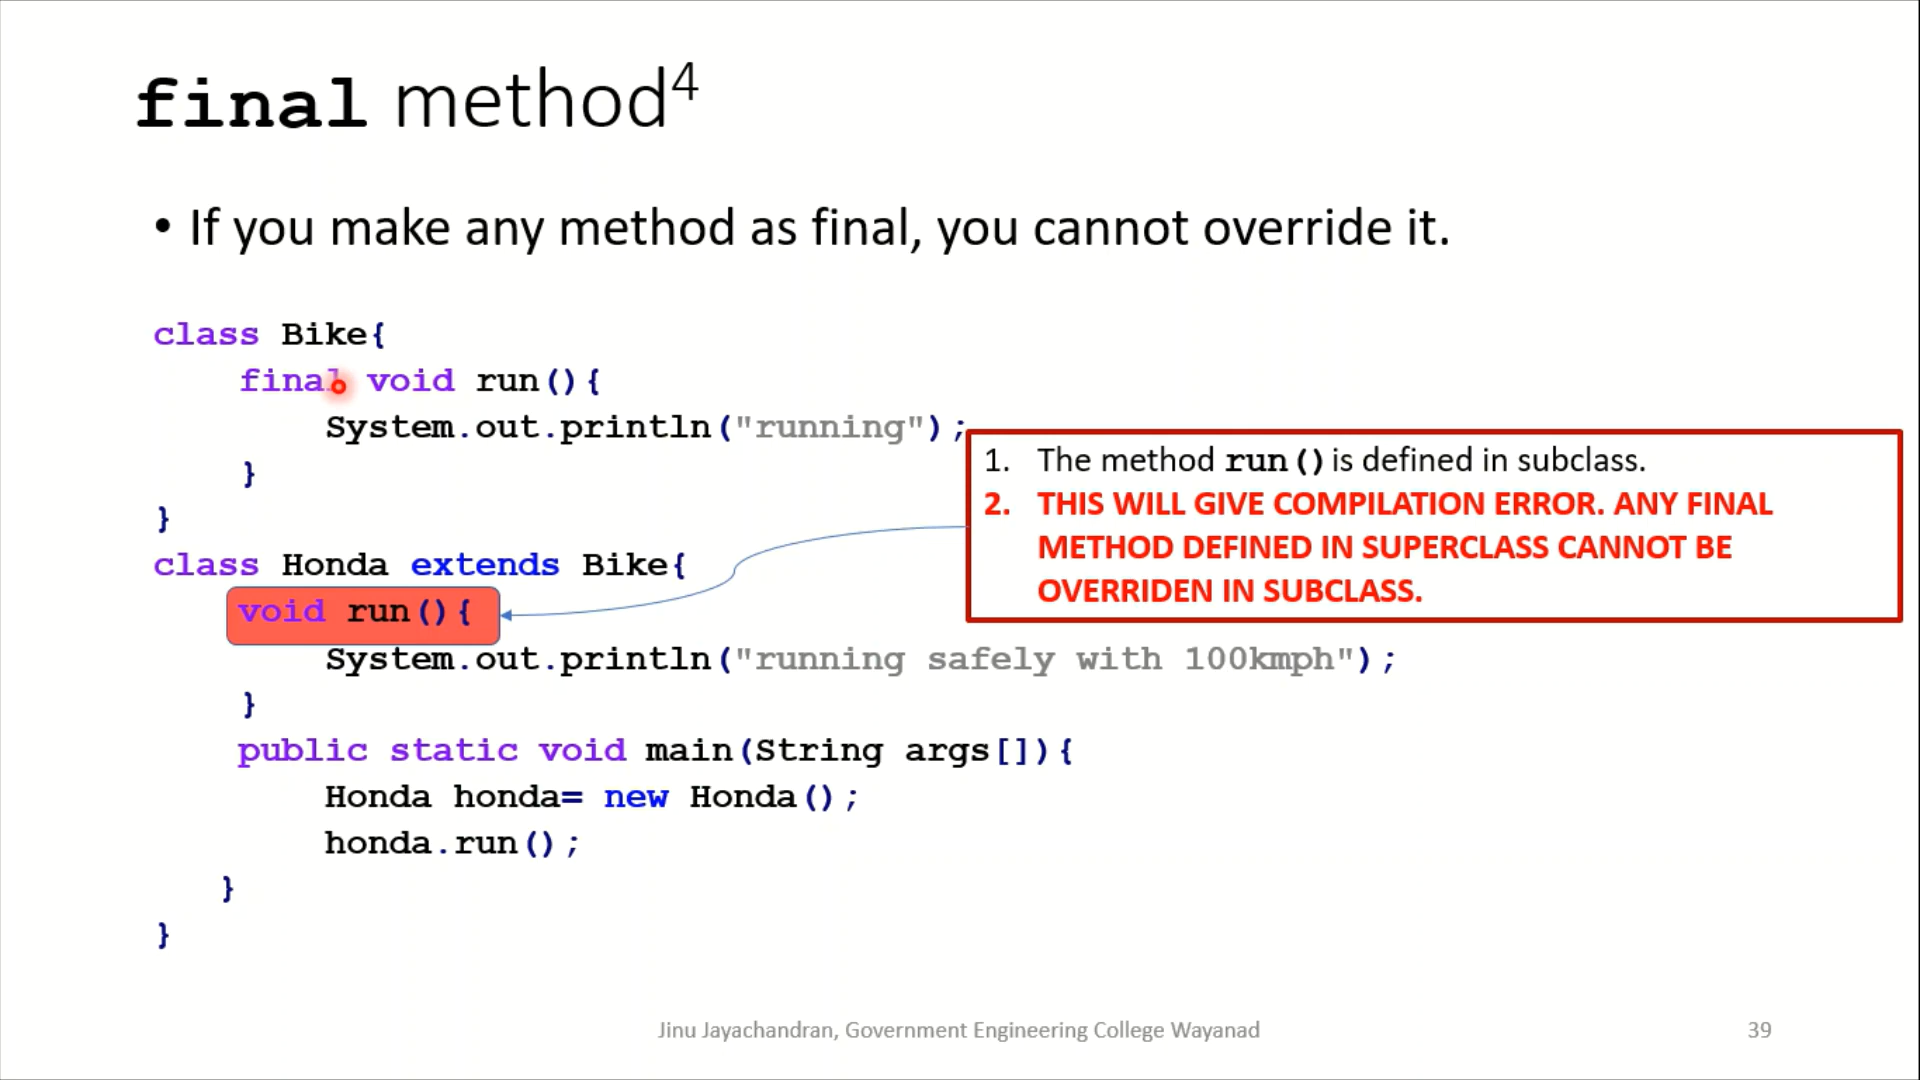 final method4
• If you make any method as final, you cannot override it.
class Bike{
final void run(){
System.out.println("running");
}
}
class Honda extends Bike{
void run(){
System.out.println("running safely with 100kmph");
}
public static void main(String args[]){
Honda honda= new Honda();
honda.run();
}
}
1. The method run() is defined in subclass.
2. THIS WILL GIVE COMPILATION ERROR. ANY FINAL
METHOD DEFINED IN SUPERCLASS CANNOT BE
OVERRIDEN IN SUBCLASS.
Jinu Jayachandran, Government Engineering College Wayanad
39